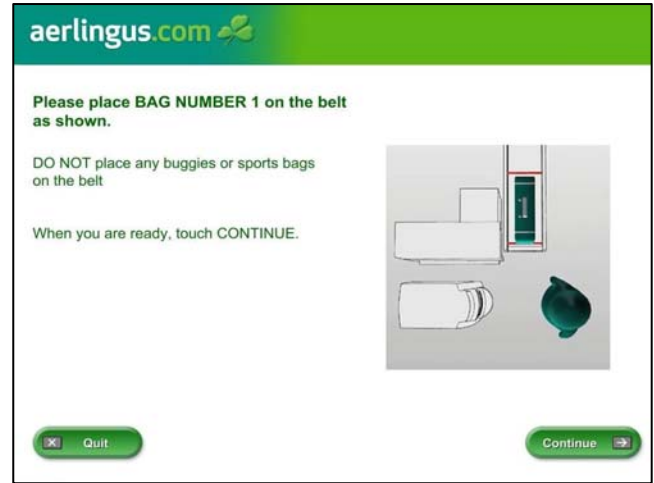 aerlingus.com
Please place BAG NUMBER 1 on the belt
as shown.
DO NOT place any buggies or sports bags
on the belt
When you are ready, touch CONTINUE.
Quit
Continue